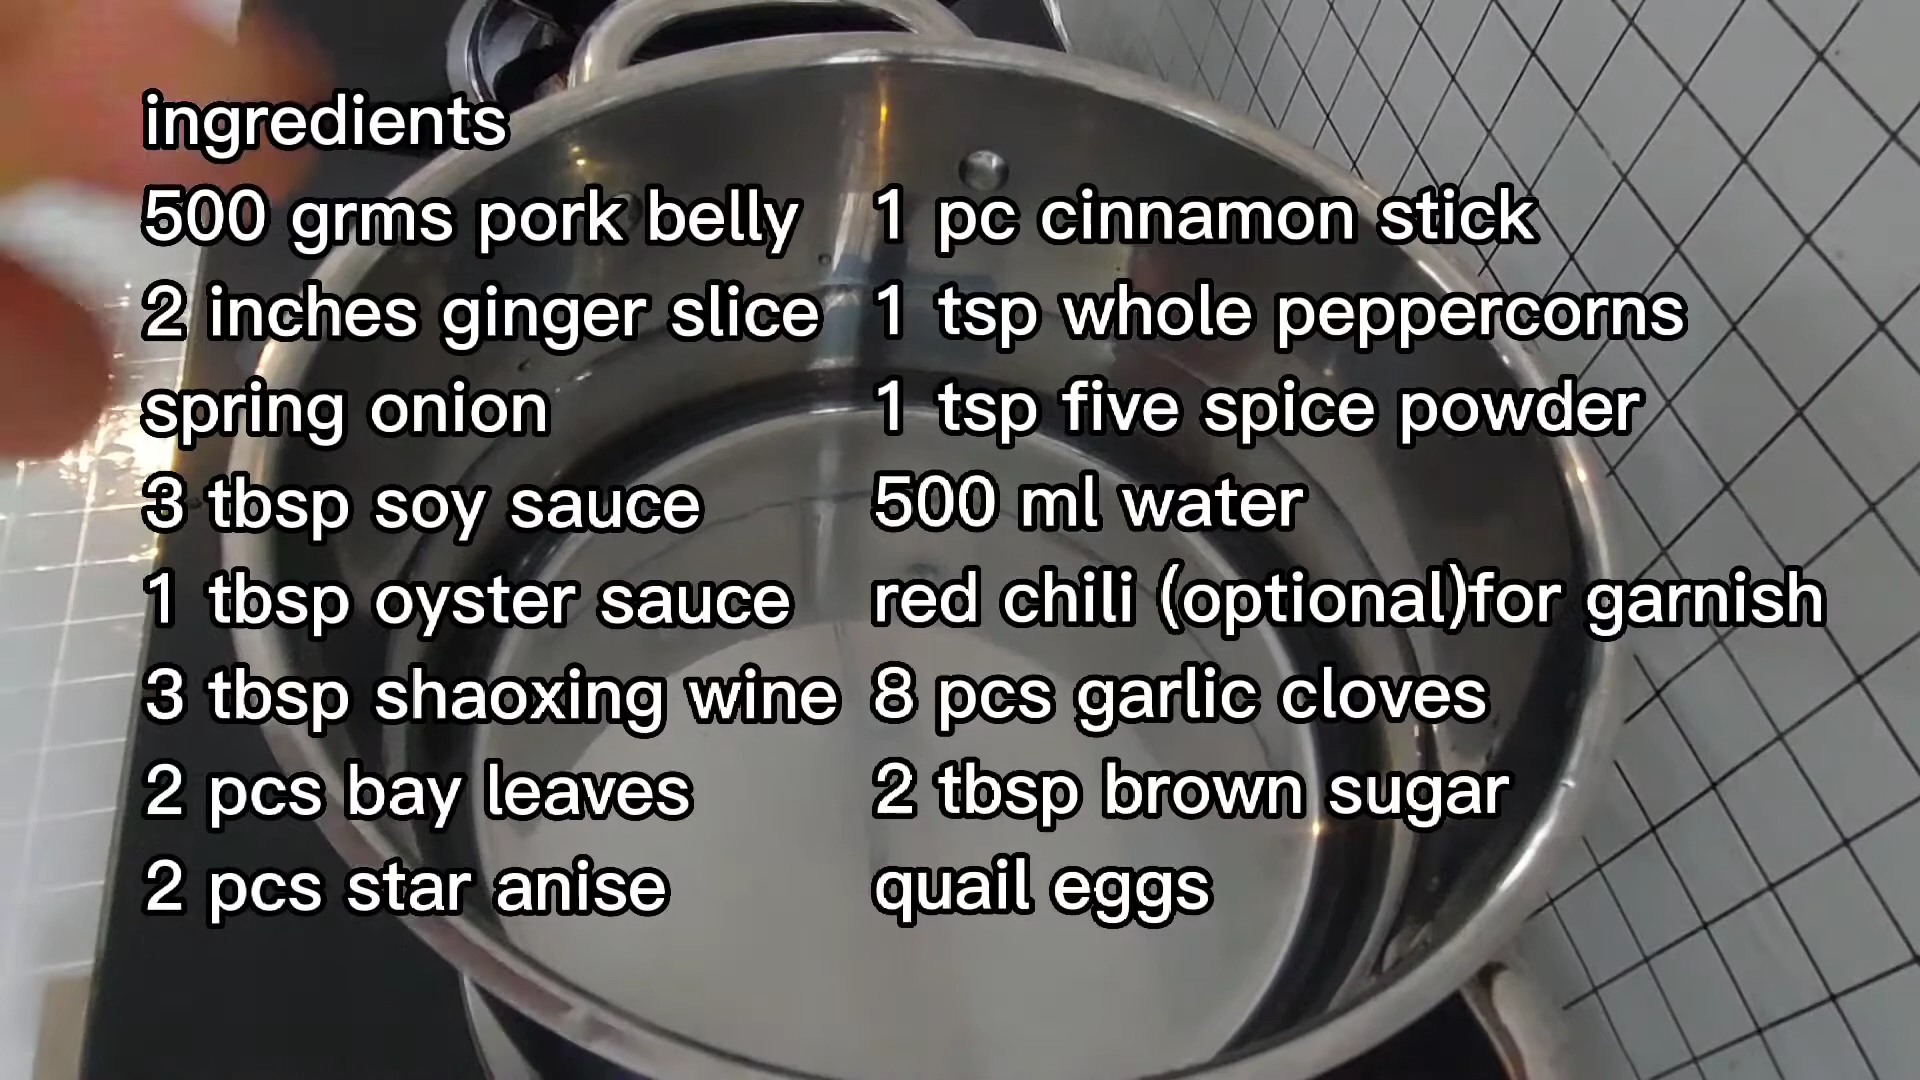 ingredients
500 grms pork belly
2 inches ginger slice
spring onion
3 tbsp soy sauce
1 tbsp oyster sauce
3 tbsp shaoxing wine
2 pcs bay leaves
2 pcs star anise
1 pc cinnamon stick
1 tsp whole peppercorns
1 tsp five spice powder
500 ml water
red chili (optional)for garnish
8 pcs garlic cloves
2 tbsp brown sugar
quail eggs